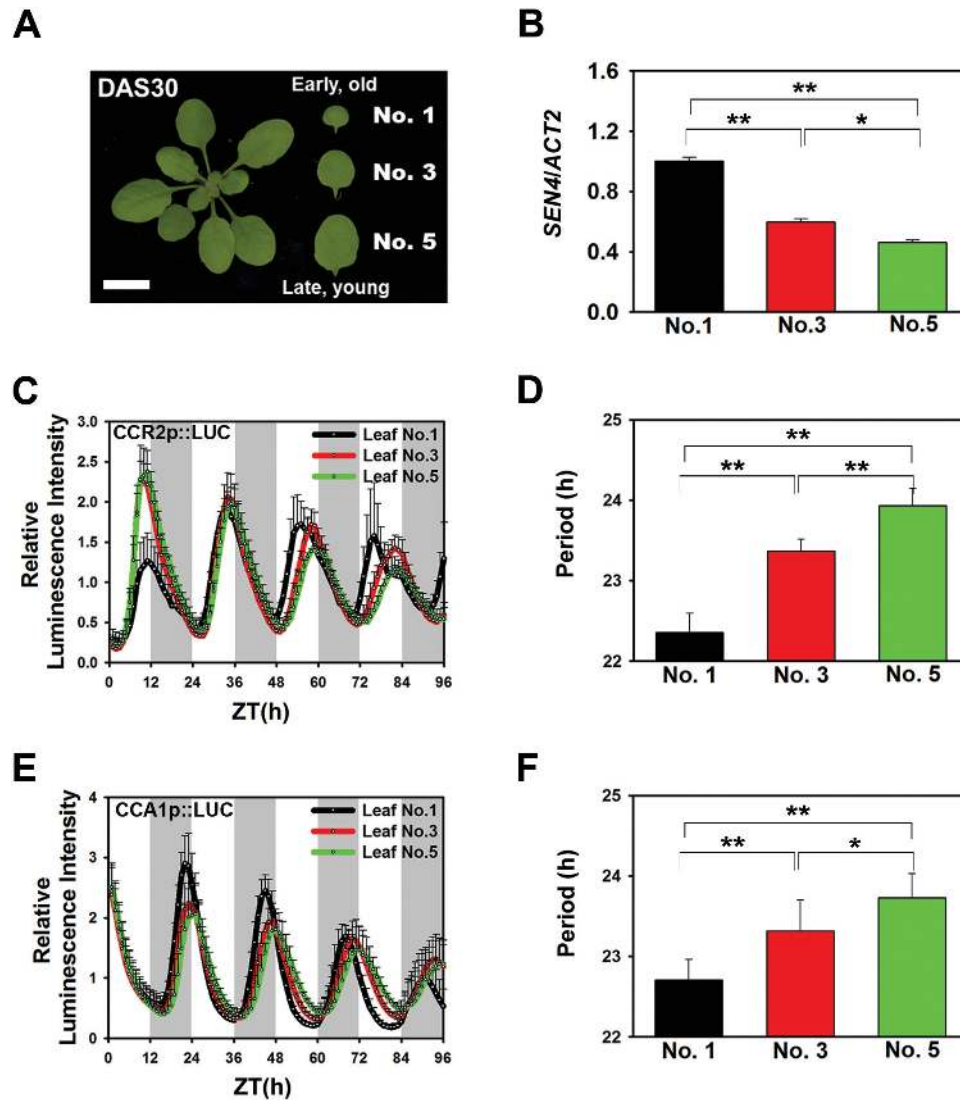 A
DAS30
Early, old
No. 1
No. 3
No. 5
Late, young
B
SEN4/ACT2
1.6
1.2
0.8
0.4
0.0
**
**
*
No.1
No.3
No.5
C
CCR2p::LUC
Leaf No.1
Leaf No.3
Leaf No.5
Relative
Luminescence Intensity
3.0
2.5
2.0
1.5
1.0
0.5
0.0
0 12 24 36 48 60 72 84 96
ZT(h)
D
Period (h)
25
24
23
22
**
**
**
No. 1
No. 3
No. 5
E
CCA1p::LUC
Leaf No.1
Leaf No.3
Leaf No.5
Relative
Luminescence Intensity
4
3
2
1
0
0 12 24 36 48 60 72 84 96
ZT(h)
F
Period (h)
25
24
23
22
**
**
*
No. 1
No. 3
No. 5